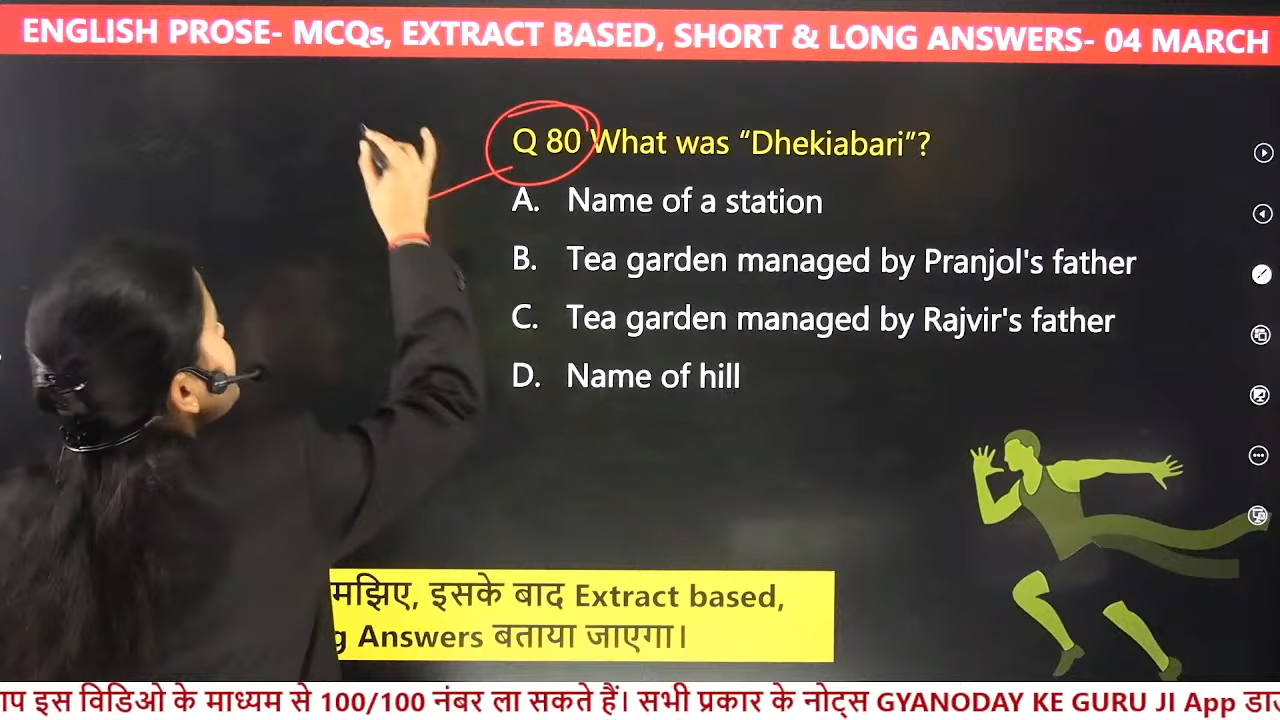 ENGLISH PROSE- MCQs, EXTRACT BASED, SHORT & LONG ANSWERS- 04 MARCH
Q 80 What was “Dhekiabari”?
A. Name of a station
B. Tea garden managed by Pranjol's father
C. Tea garden managed by Rajvir's father
D. Name of hill
इसके बाद Extract based,
Answers बताया जाएगा।
इस विडिओ के माध्यम से 100/100 नंबर ला सकते हैं। सभी प्रकार के नोट्स GYANODAY KE GURU JI App